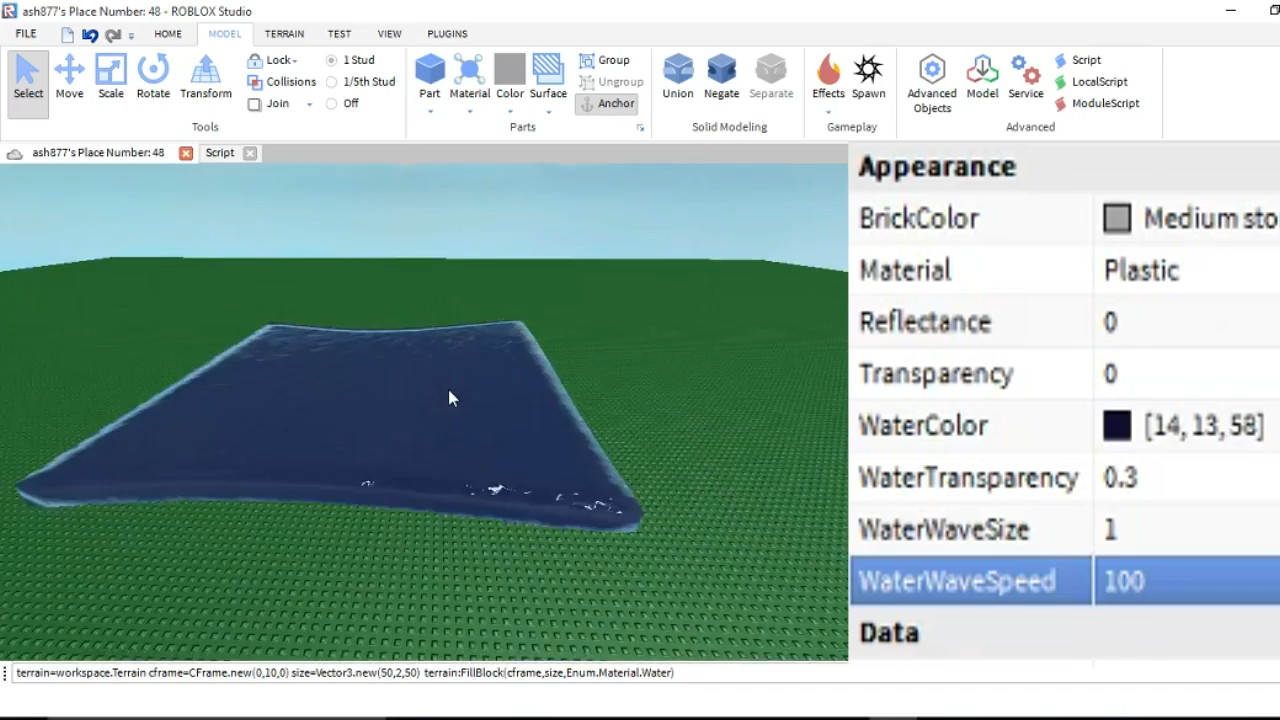 ash877's Place Number: 48 - ROBLOX Studio
FILE HOME MODEL TERRAIN TEST VIEW PLUGINS
Select Move Scale Rotate Transform
Lock
Collisions
Join
1 Stud
1/5th Stud
Off
Tools
Part Material Color Surface
Group
Ungroup
Anchor
Parts
Union Negate Separate
Solid Modeling
Effects Spawn
Gameplay
Advanced Objects
Model Service
Script
LocalScript
ModuleScript
Advanced
ash877's Place Number: 48 Script
Appearance
BrickColor Medium sto
Material Plastic
Reflectance 0
Transparency 0
WaterColor [14, 13, 58]
WaterTransparency 0.3
WaterWaveSize 1
WaterWaveSpeed 100
Data
terrain=workspace.Terrain cframe=CFrame.new(0,10,0) size=Vector3.new(50,2,50) terrain:FillBlock(cframe,size,Enum.Material.Water)